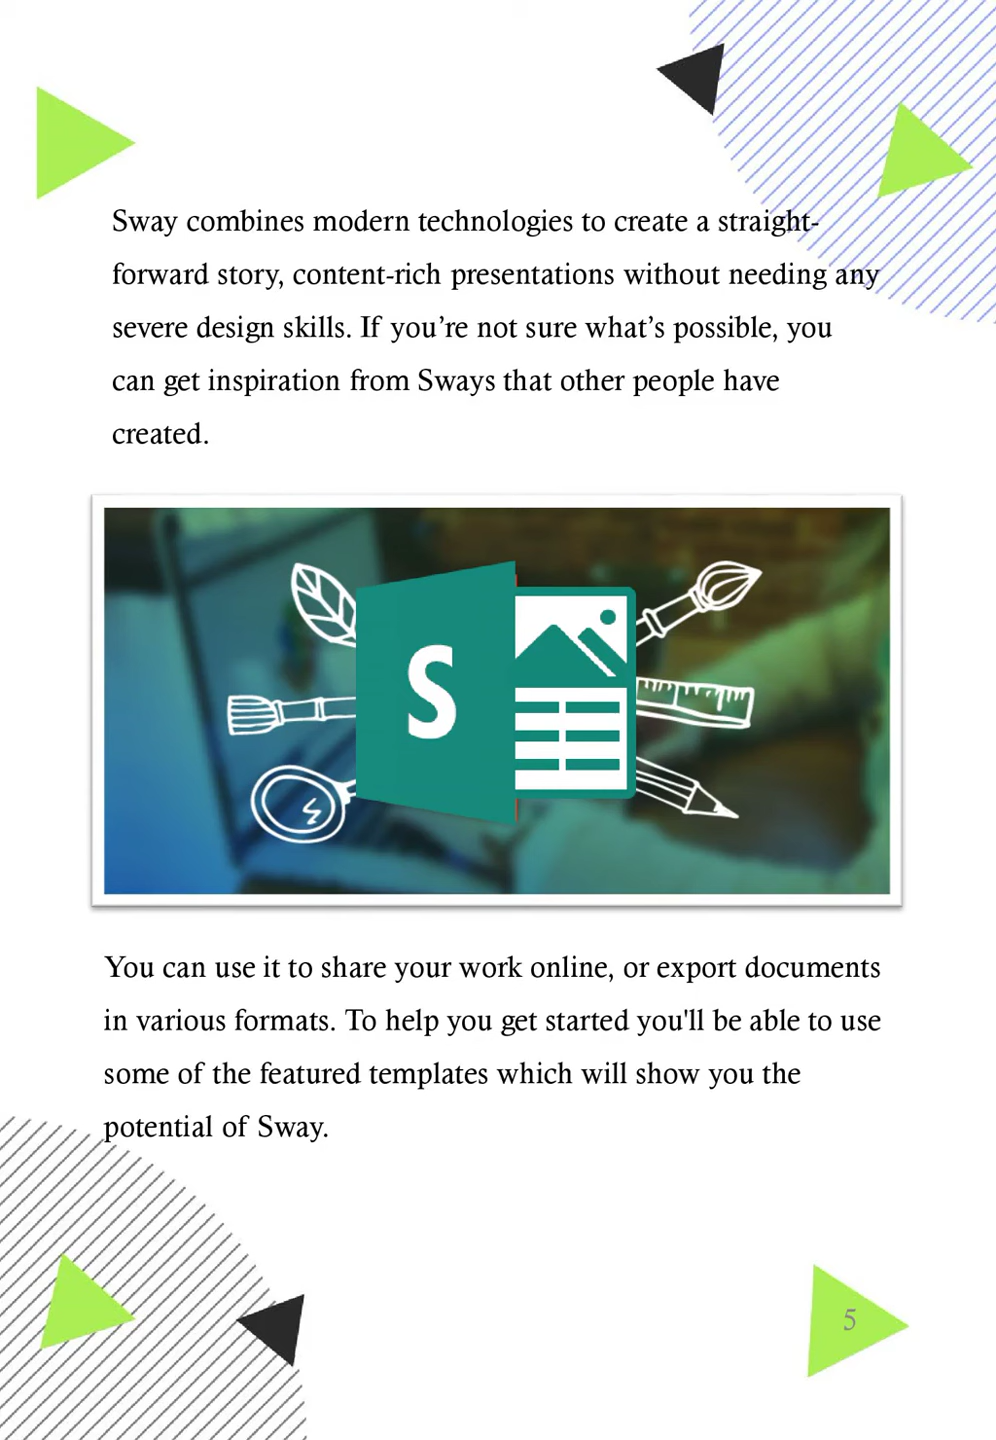 Sway combines modern technologies to create a straight-
forward story, content-rich presentations without needing any
severe design skills. If you’re not sure what’s possible, you
can get inspiration from Sways that other people have
created.
S
You can use it to share your work online, or export documents
in various formats. To help you get started you'll be able to use
some of the featured templates which will show you the
potential of Sway.
5